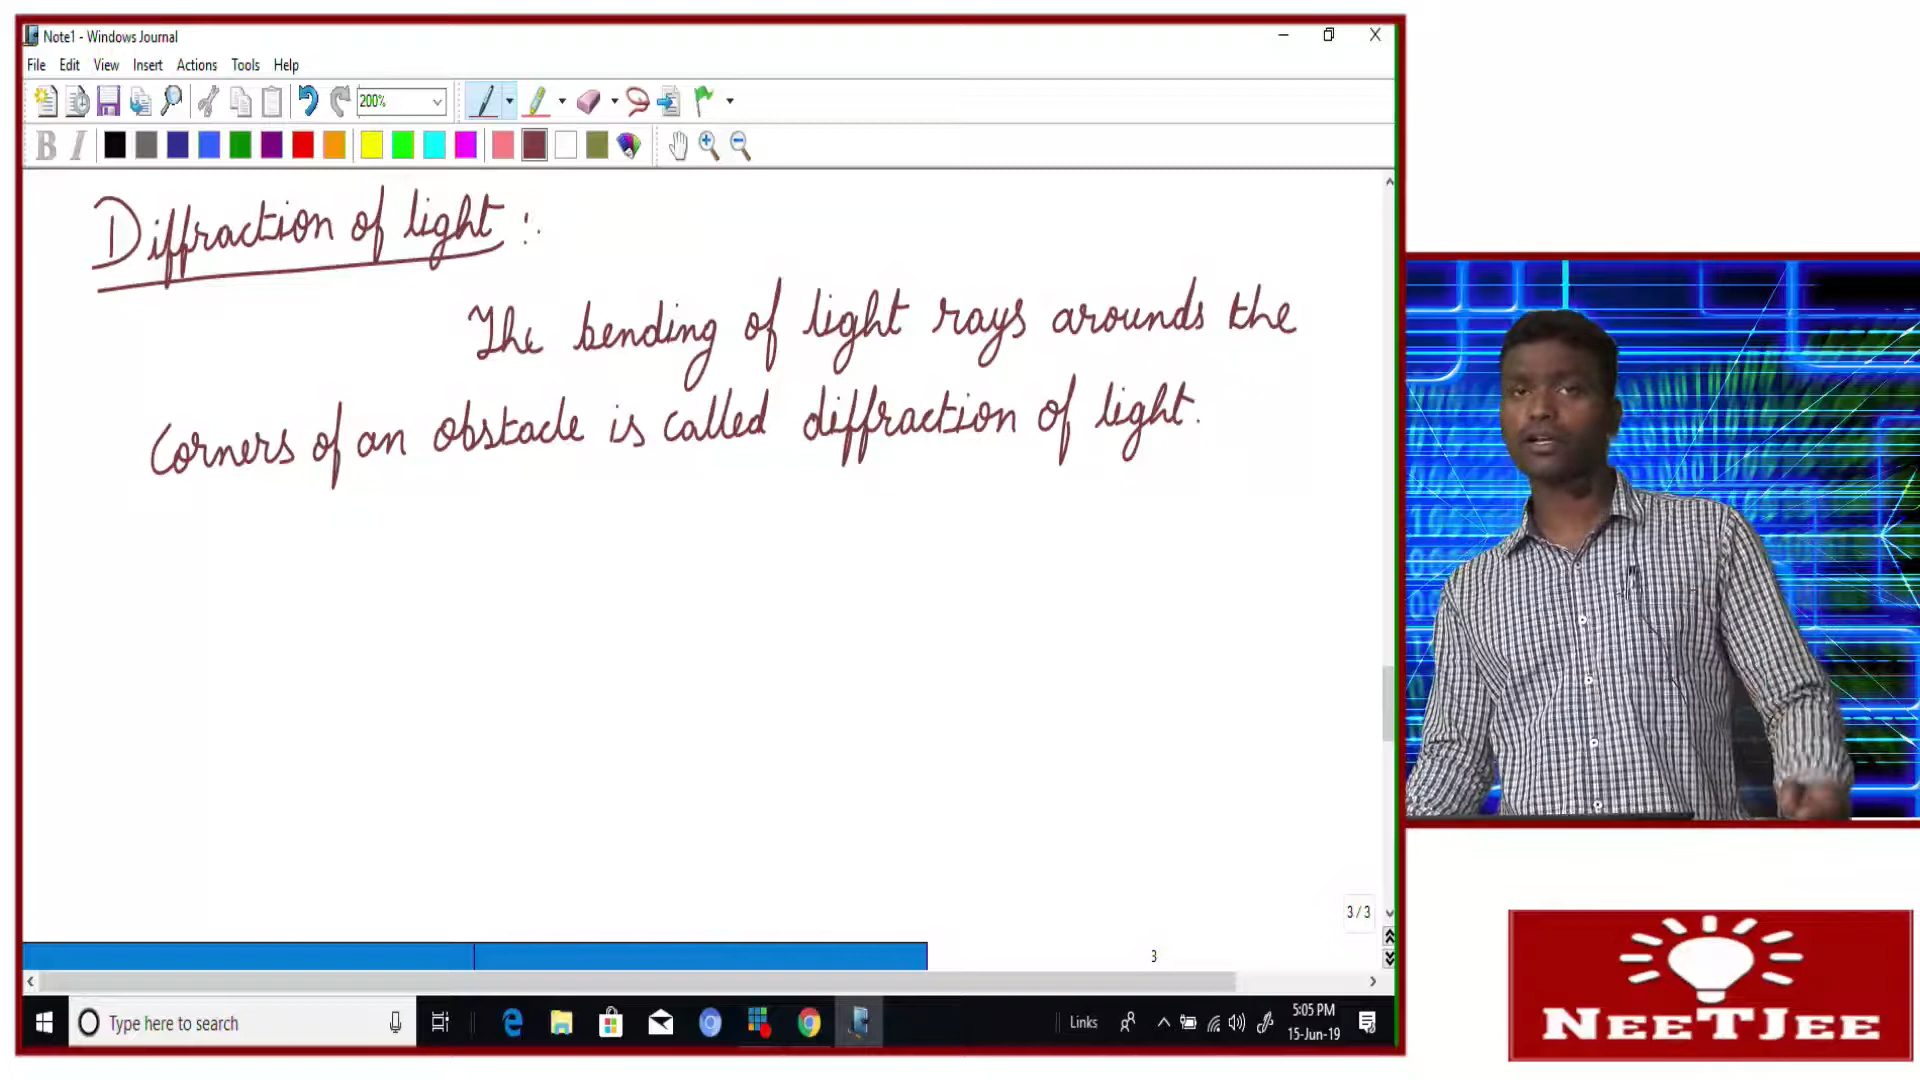 Note1 - Windows Journal
File Edit View Insert Actions Tools Help
200%
B I
Diffraction of light :
The bending of light rays arounds the
corners of an obstacle is called diffraction of light.
3 / 3
3
Type here to search
Links
5:05 PM
15-Jun-19
NEETJEE